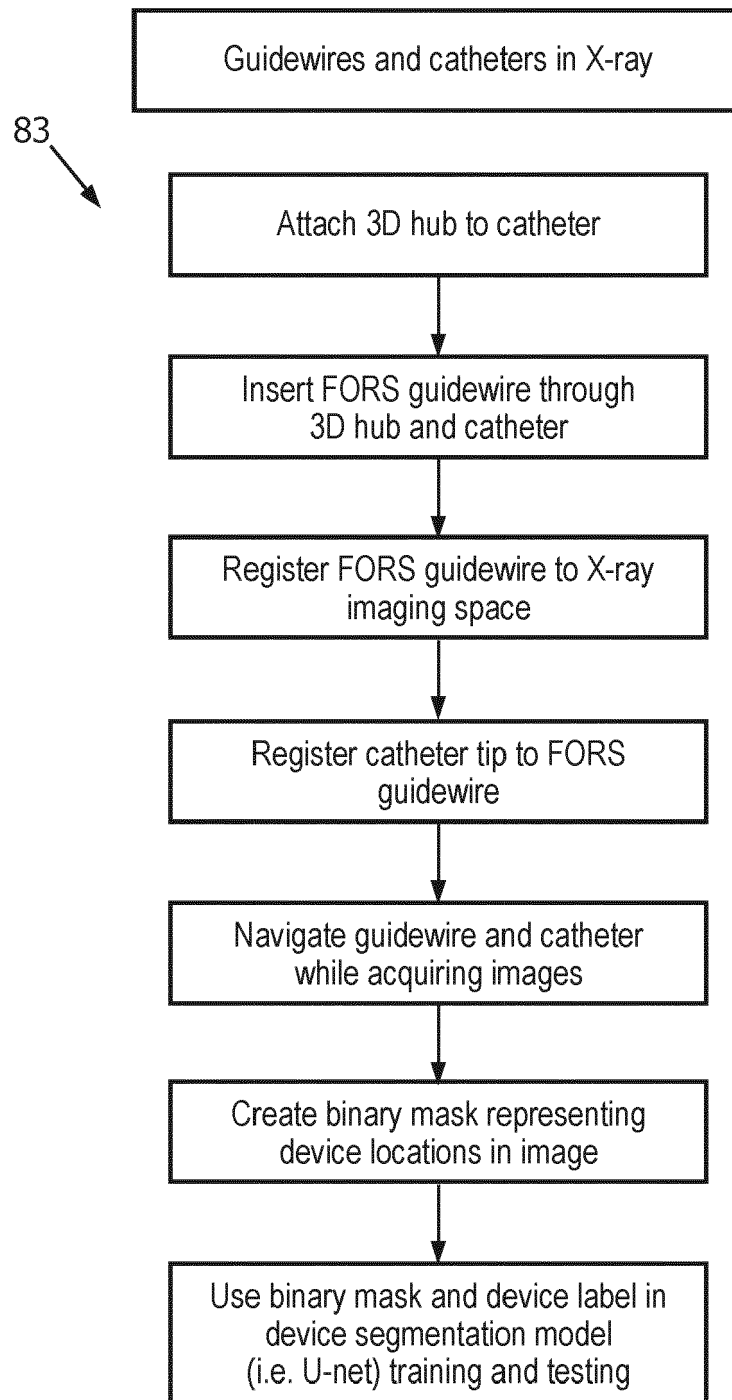 Guidewires and catheters in X-ray
83
Attach 3D hub to catheter
Insert FORS guidewire through
3D hub and catheter
Register FORS guidewire to X-ray
imaging space
Register catheter tip to FORS
guidewire
Navigate guidewire and catheter
while acquiring images
Create binary mask representing
device locations in image
Use binary mask and device label in
device segmentation model
(i.e. U-net) training and testing